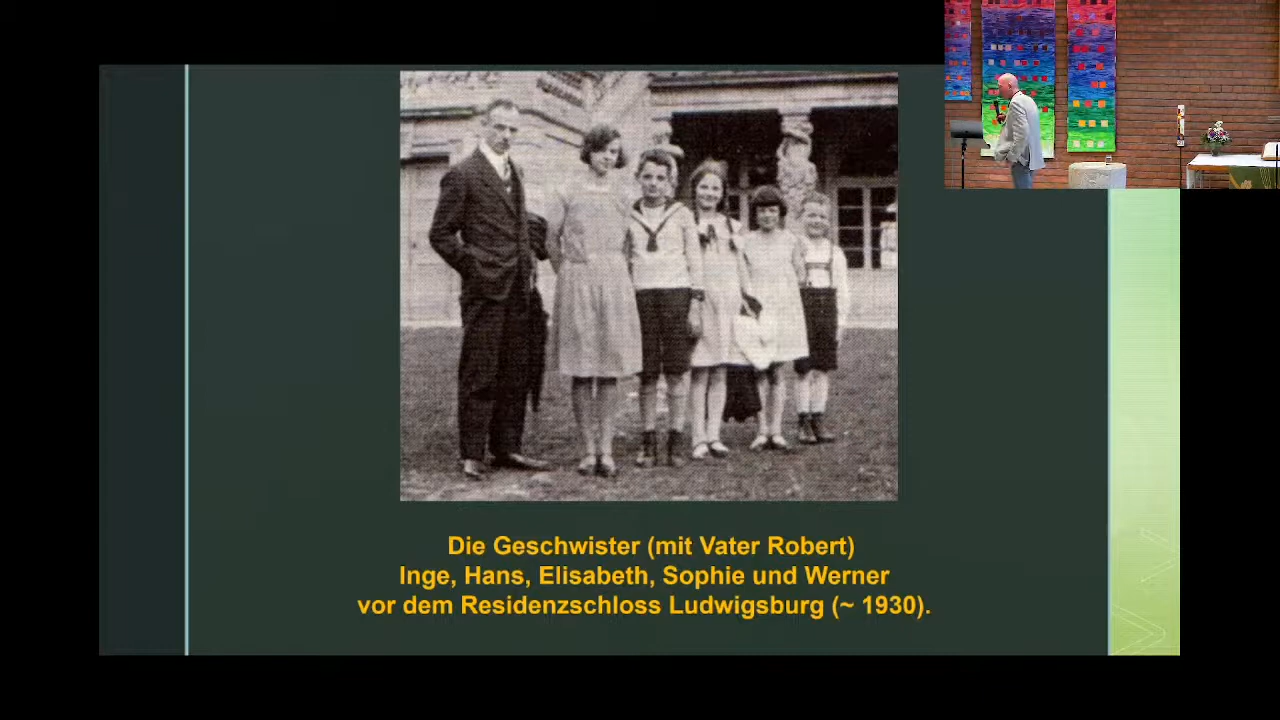 Die Geschwister (mit Vater Robert)
Inge, Hans, Elisabeth, Sophie und Werner
vor dem Residenzschloss Ludwigsburg (~ 1930).